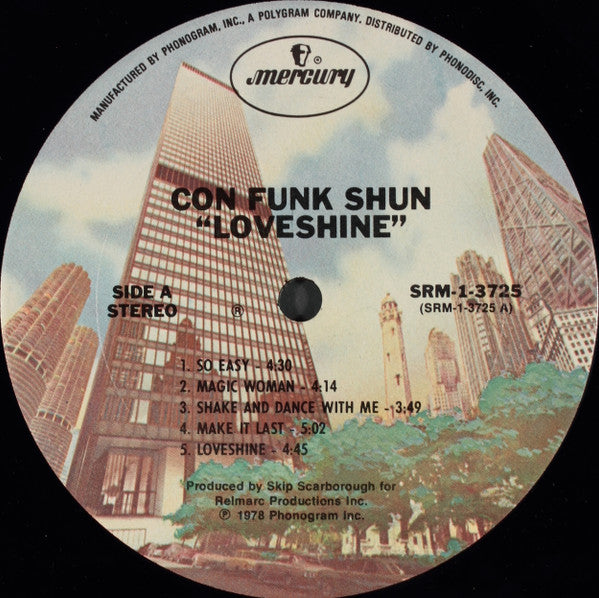 MANUFACTURED BY PHONOGRAM, INC., A POLYGRAM COMPANY. DISTRIBUTED BY PHONODISC, INC.
®
mercury
CON FUNK SHUN
“LOVESHINE”
SIDE A
STEREO
℗
SRM-1-3725
(SRM-1-3725 A)
1. SO EASY - 4:30
2. MAGIC WOMAN - 4:14
3. SHAKE AND DANCE WITH ME - 3:49
4. MAKE IT LAST - 5:02
5. LOVESHINE - 4:45
Produced by Skip Scarborough for
Relmarc Productions Inc.
℗ 1978 Phonogram Inc.